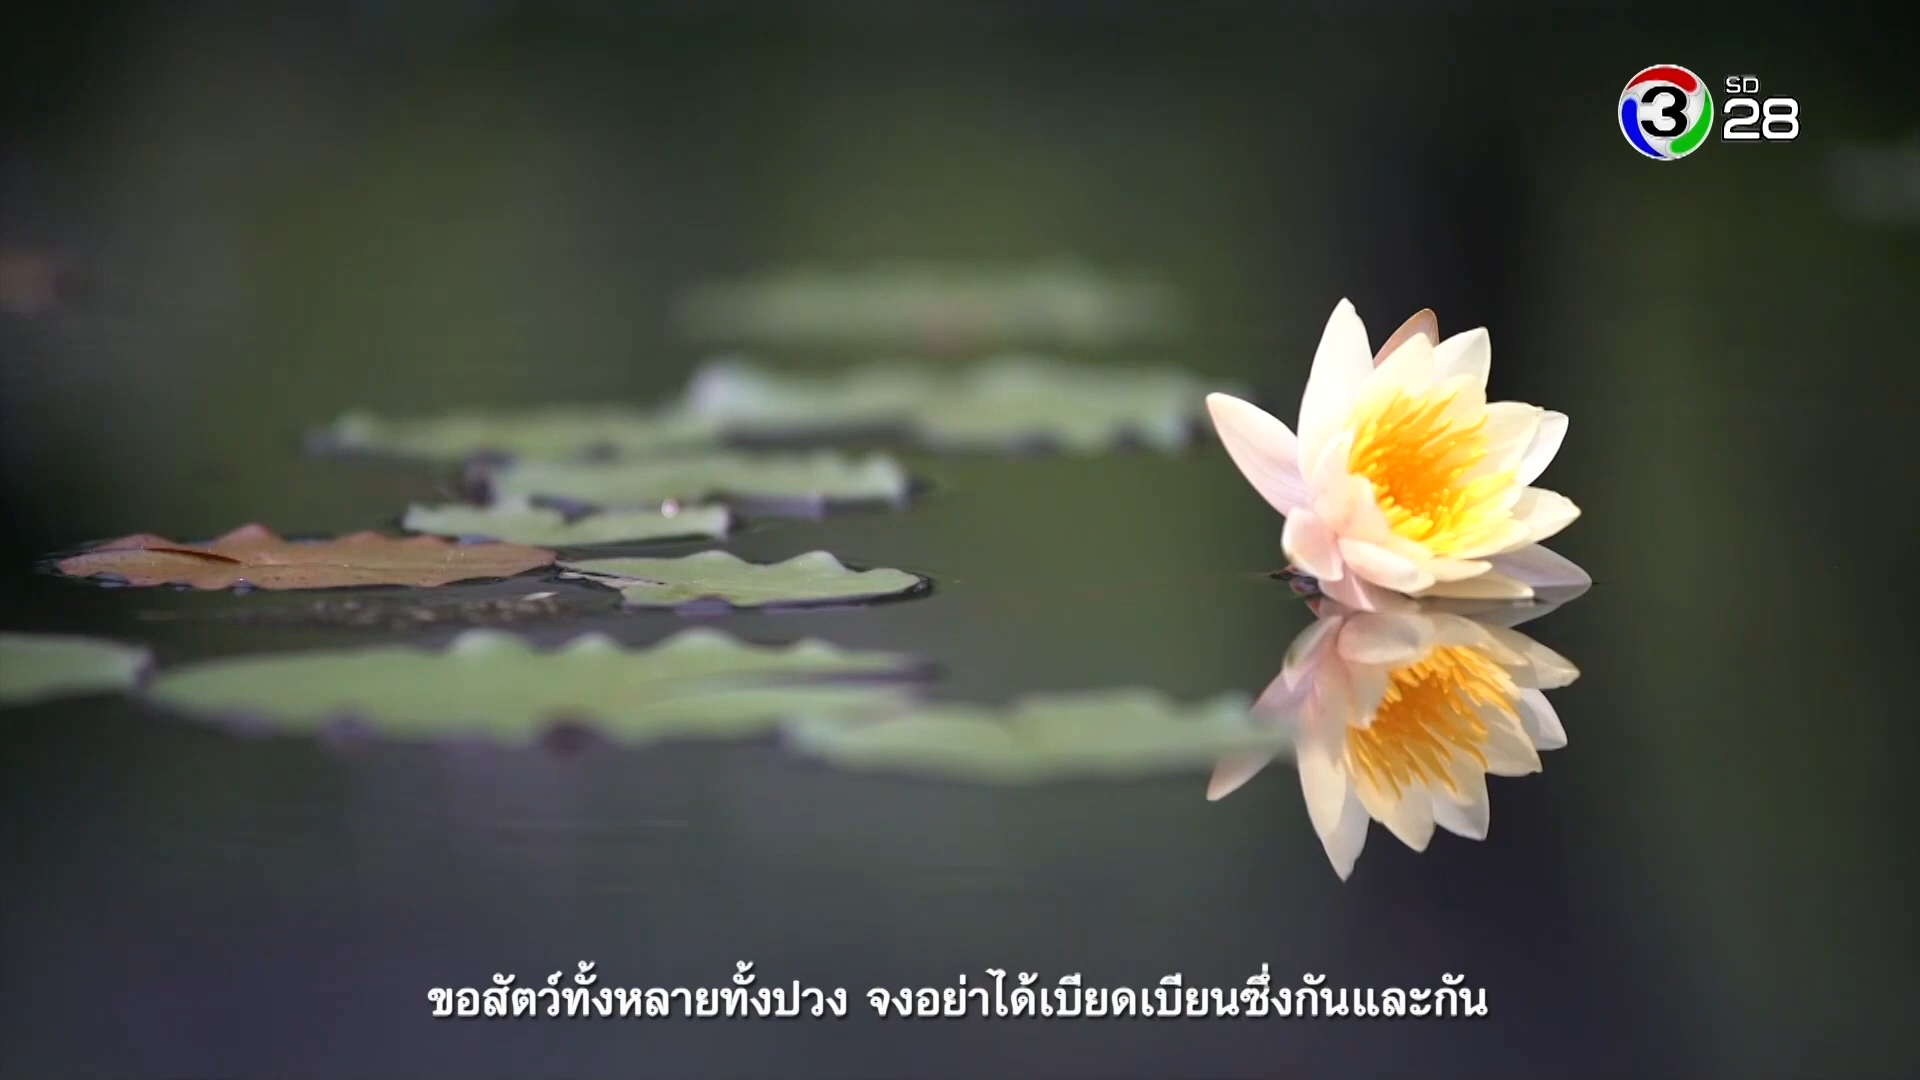 3
SD
28
ขอสัตว์ทั้งหลายทั้งปวง จงอย่าได้เบียดเบียนซึ่งกันและกัน